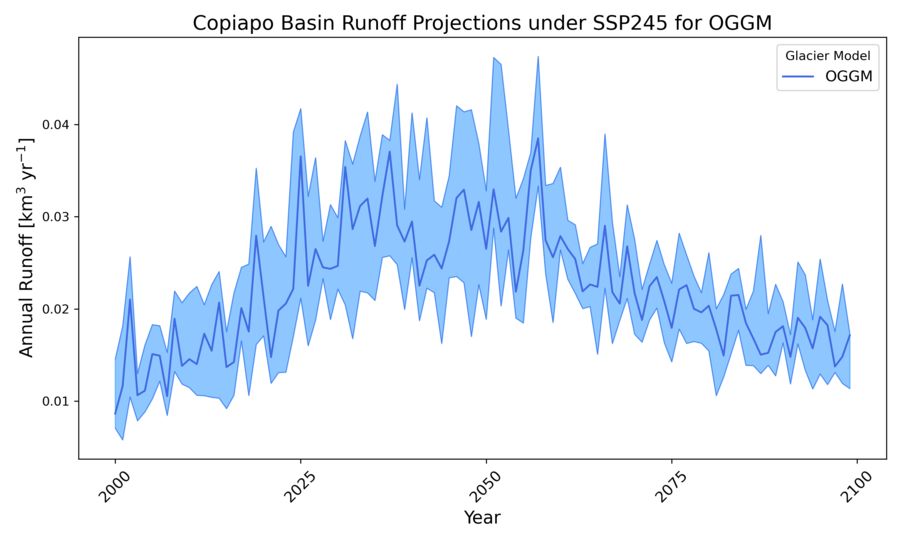 Copiapo Basin Runoff Projections under SSP245 for OGGM
Glacier Model
OGGM
Annual Runoff [km³ yr⁻¹]
0.04
0.03
0.02
0.01
2000
2025
2050
2075
2100
Year